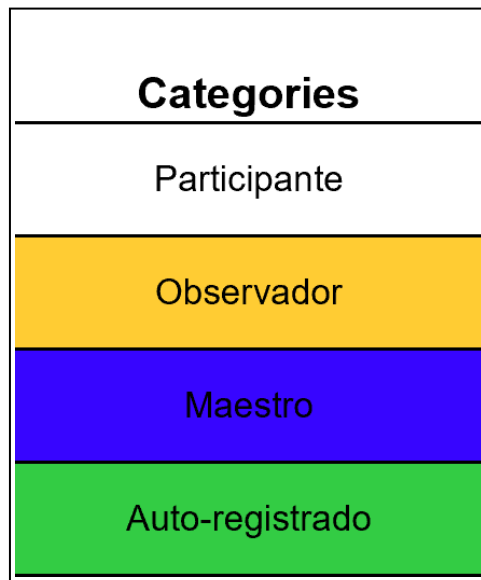 Categories
Participante
Observador
Maestro
Auto-registrado